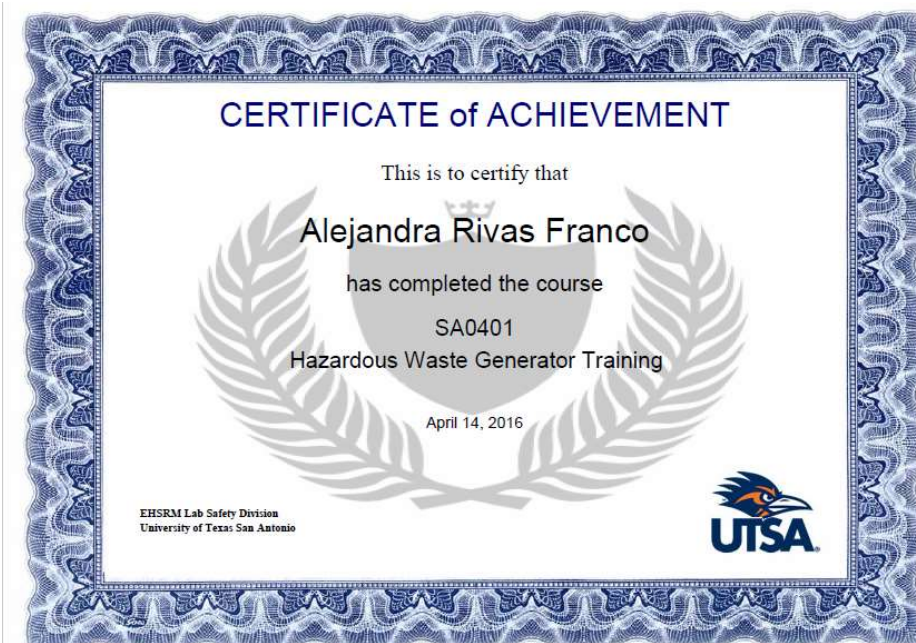 CERTIFICATE of ACHIEVEMENT
This is to certify that
Alejandra Rivas Franco
has completed the course
SA0401
Hazardous Waste Generator Training
April 14, 2016
EHSRM Lab Safety Division
University of Texas San Antonio
UTSA